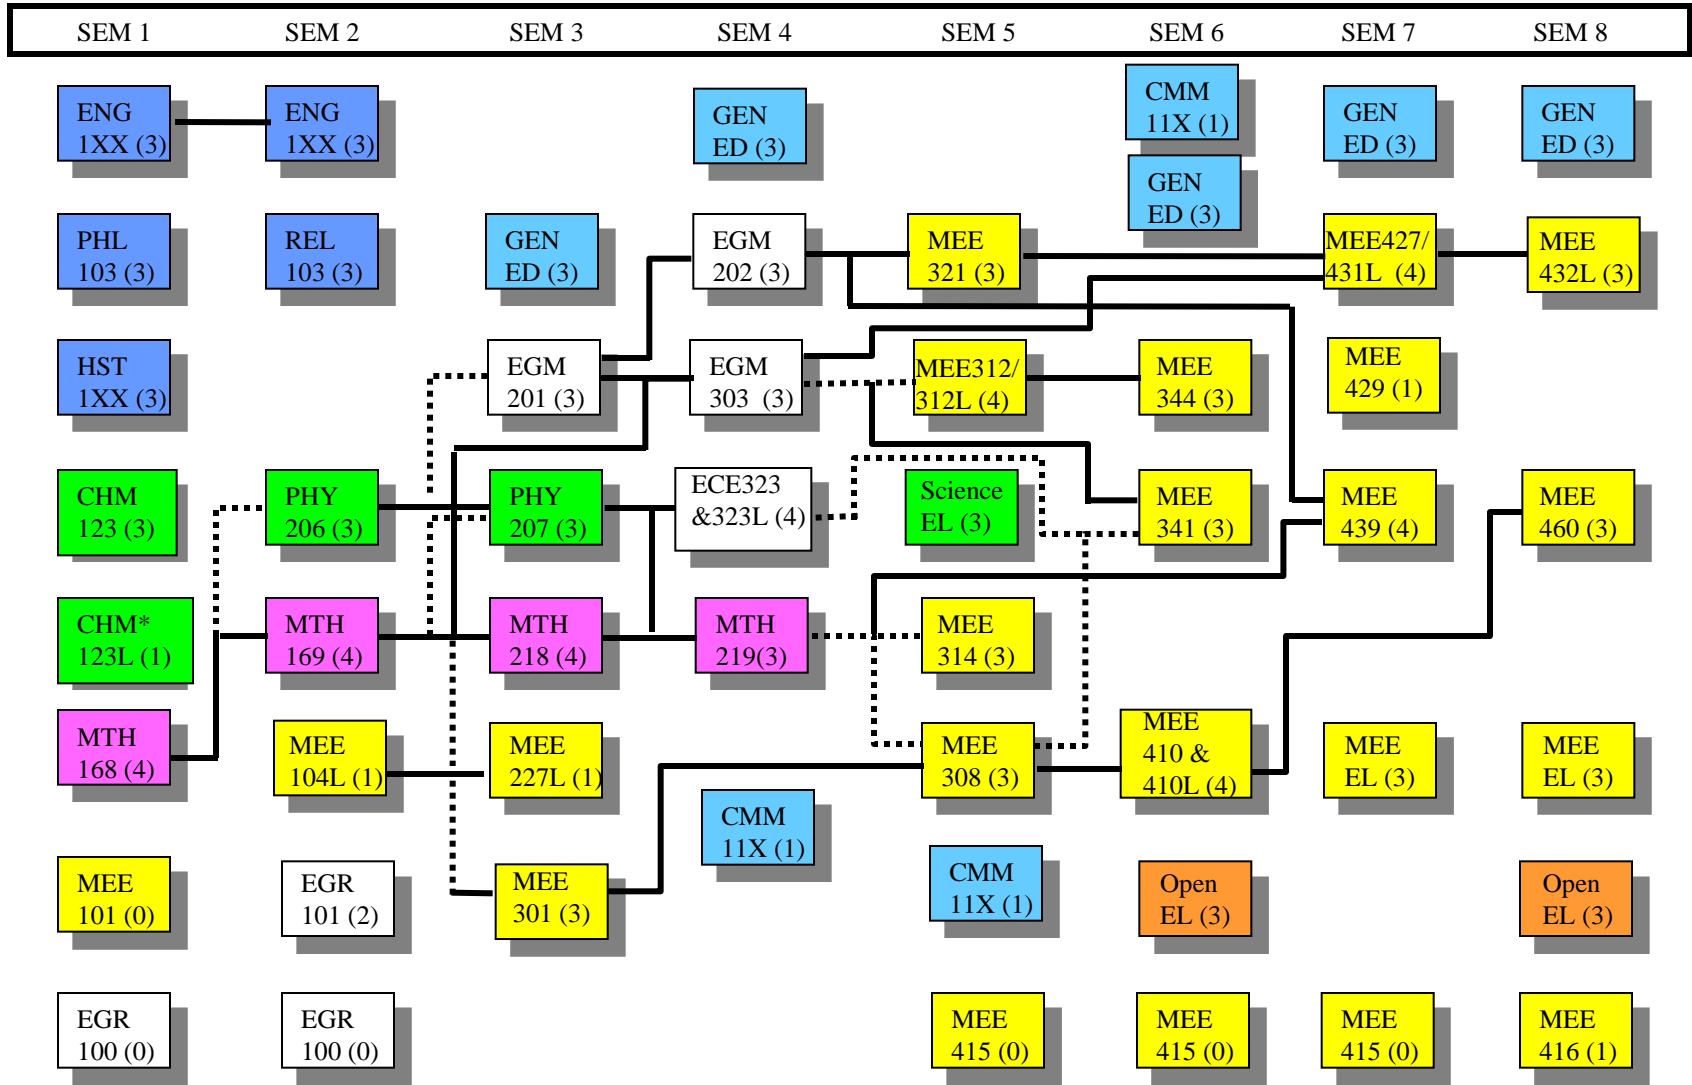 SEM 1 SEM 2 SEM 3 SEM 4 SEM 5 SEM 6 SEM 7 SEM 8
ENG
1XX (3)
PHL
103 (3)
HST
1XX (3)
CHM
123 (3)
CHM*
123L (1)
MTH
168 (4)
MEE
101 (0)
EGR
100 (0)
ENG
1XX (3)
REL
103 (3)
PHY
206 (3)
MTH
169 (4)
MEE
104L (1)
EGR
101 (2)
EGR
100 (0)
GEN
ED (3)
EGM
201 (3)
PHY
207 (3)
MTH
218 (4)
MEE
227L (1)
MEE
301 (3)
GEN
ED (3)
EGM
202 (3)
EGM
303 (3)
ECE323
&323L (4)
MTH
219(3)
CMM
11X (1)
MEE
321 (3)
MEE312/
312L (4)
Science
EL (3)
MEE
314 (3)
MEE
308 (3)
CMM
11X (1)
MEE
415 (0)
CMM
11X (1)
GEN
ED (3)
MEE
344 (3)
MEE
341 (3)
MEE
410 &
410L (4)
Open
EL (3)
MEE
415 (0)
GEN
ED (3)
MEE427/
431L (4)
MEE
429 (1)
MEE
439 (4)
MEE
EL (3)
MEE
415 (0)
GEN
ED (3)
MEE
432L (3)
MEE
460 (3)
MEE
EL (3)
Open
EL (3)
MEE
416 (1)